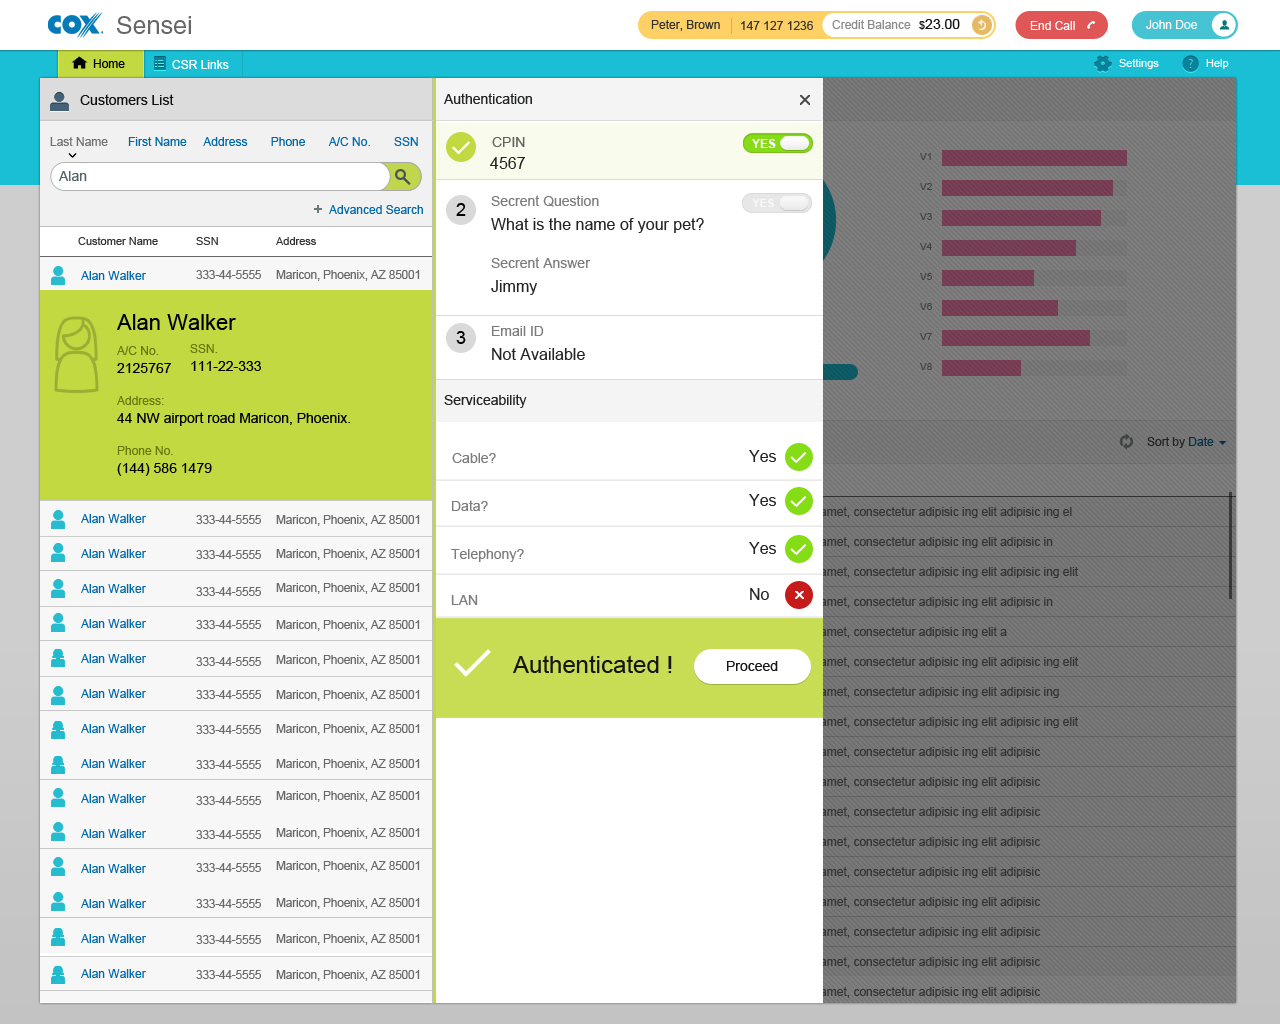 COX Sensei
Peter, Brown 147 127 1236 Credit Balance $23.00 End Call John Doe
Home CSR Links Settings ? Help
Customers List
Last Name First Name Address Phone A/C No. SSN
Alan
+ Advanced Search
Customer Name SSN Address
Alan Walker 333-44-5555 Maricon, Phoenix, AZ 85001
Alan Walker
A/C No. SSN.
2125767 111-22-333
Address:
44 NW airport road Maricon, Phoenix.
Phone No.
(144) 586 1479
Alan Walker 333-44-5555 Maricon, Phoenix, AZ 85001
Alan Walker 333-44-5555 Maricon, Phoenix, AZ 85001
Alan Walker 333-44-5555 Maricon, Phoenix, AZ 85001
Alan Walker 333-44-5555 Maricon, Phoenix, AZ 85001
Alan Walker 333-44-5555 Maricon, Phoenix, AZ 85001
Alan Walker 333-44-5555 Maricon, Phoenix, AZ 85001
Alan Walker 333-44-5555 Maricon, Phoenix, AZ 85001
Alan Walker 333-44-5555 Maricon, Phoenix, AZ 85001
Alan Walker 333-44-5555 Maricon, Phoenix, AZ 85001
Alan Walker 333-44-5555 Maricon, Phoenix, AZ 85001
Alan Walker 333-44-5555 Maricon, Phoenix, AZ 85001
Alan Walker 333-44-5555 Maricon, Phoenix, AZ 85001
Alan Walker 333-44-5555 Maricon, Phoenix, AZ 85001
Alan Walker 333-44-5555 Maricon, Phoenix, AZ 85001
Authentication
CPIN YES
4567
2 Secrent Question YES
What is the name of your pet?
Secrent Answer
Jimmy
3 Email ID
Not Available
Serviceability
Cable? Yes
Data? Yes
Telephony? Yes
LAN No
Authenticated ! Proceed
V1
V2
V3
V4
V5
V6
V7
V8
Sort by Date
amet, consectetur adipisic ing elit adipisic ing el
amet, consectetur adipisic ing elit adipisic in
amet, consectetur adipisic ing elit adipisic ing elit
amet, consectetur adipisic ing elit adipisic in
amet, consectetur adipisic ing elit a
amet, consectetur adipisic ing elit adipisic ing elit
amet, consectetur adipisic ing elit adipisic ing
amet, consectetur adipisic ing elit adipisic ing elit
amet, consectetur adipisic ing elit adipisic
amet, consectetur adipisic ing elit adipisic
amet, consectetur adipisic ing elit adipisic
amet, consectetur adipisic ing elit adipisic
amet, consectetur adipisic ing elit adipisic
amet, consectetur adipisic ing elit adipisic
amet, consectetur adipisic ing elit adipisic
amet, consectetur adipisic ing elit adipisic
amet, consectetur adipisic ing elit adipisic